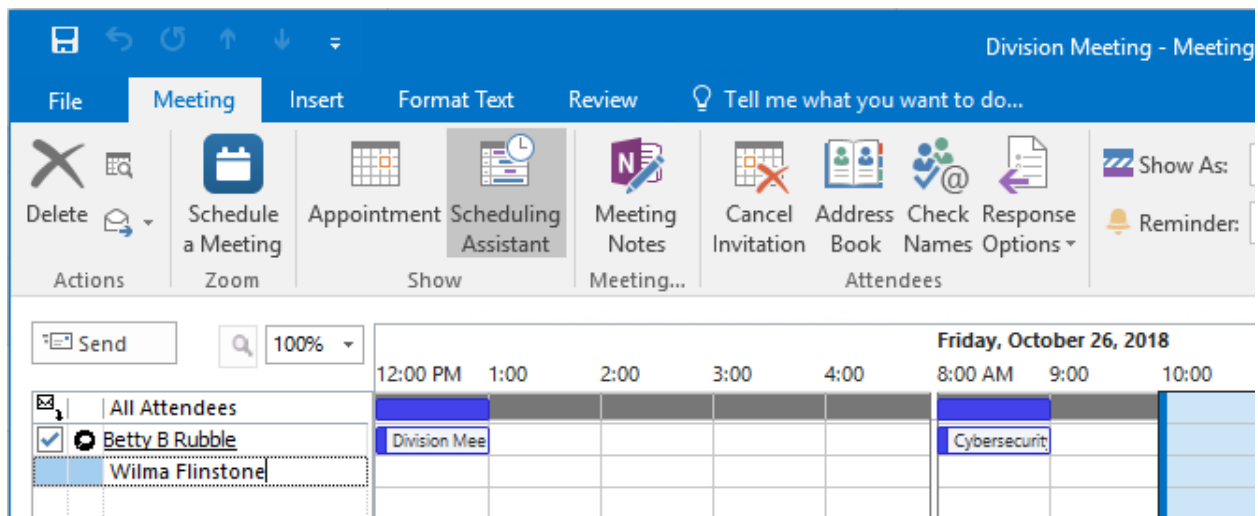 Division Meeting - Meeting
File Meeting Insert Format Text Review Tell me what you want to do...
Delete Schedule a Meeting Appointment Scheduling Assistant Meeting Notes Cancel Invitation Address Book Check Names Response Options Show As:
Reminder:
Actions Zoom Show Meeting... Attendees
Send 100% Friday, October 26, 2018
12:00 PM 1:00 2:00 3:00 4:00 8:00 AM 9:00 10:00
All Attendees
Betty B Rubble Division Mee Cybersecurit
Wilma Flinstone